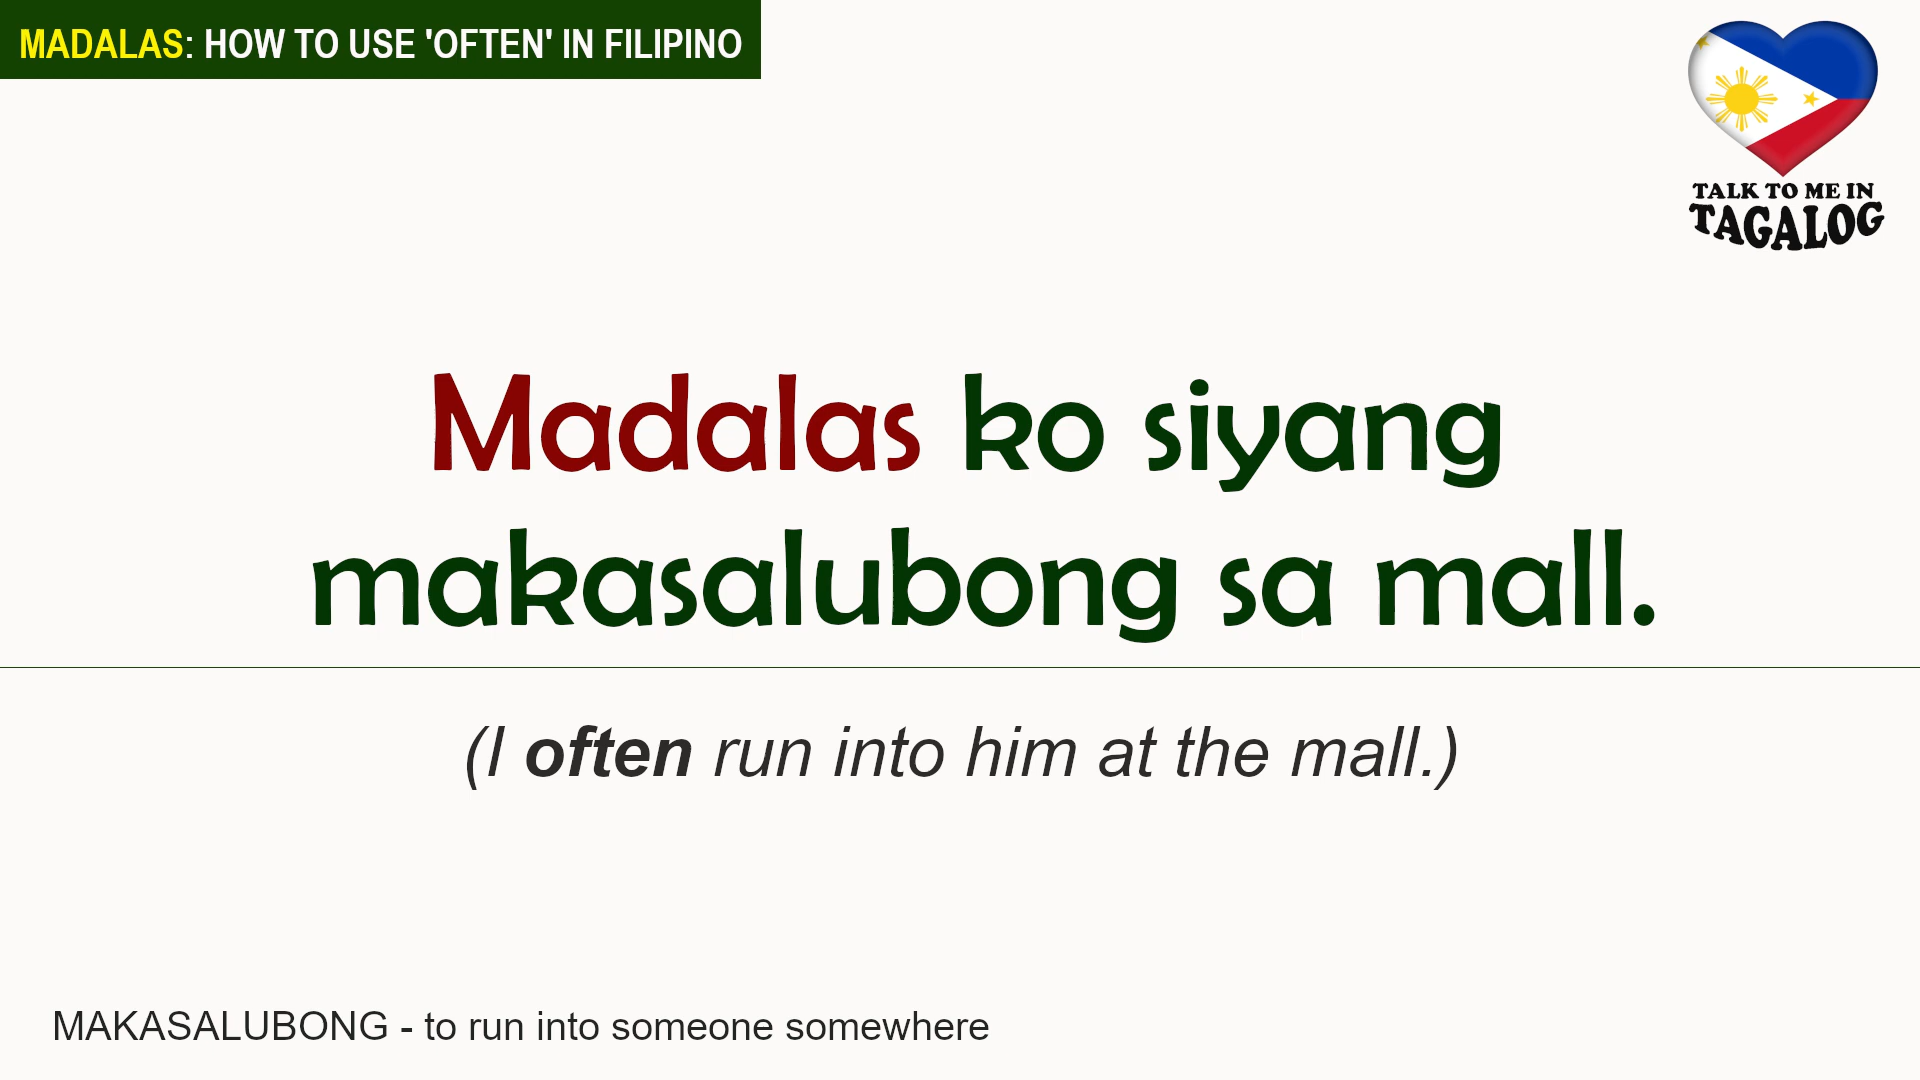 MADALAS: HOW TO USE 'OFTEN' IN FILIPINO
TALK TO ME IN
TAGALOG
Madalas ko siyang
makasalubong sa mall.
(I often run into him at the mall.)
MAKASALUBONG - to run into someone somewhere